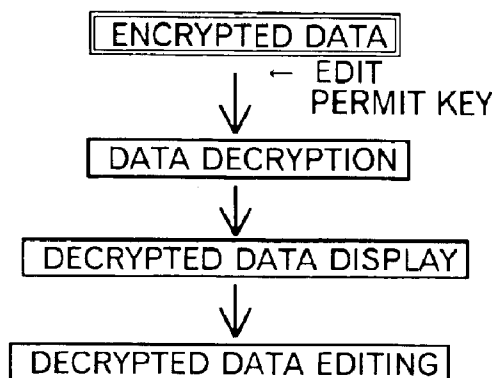 ENCRYPTED DATA
← EDIT
PERMIT KEY
DATA DECRYPTION
DECRYPTED DATA DISPLAY
DECRYPTED DATA EDITING